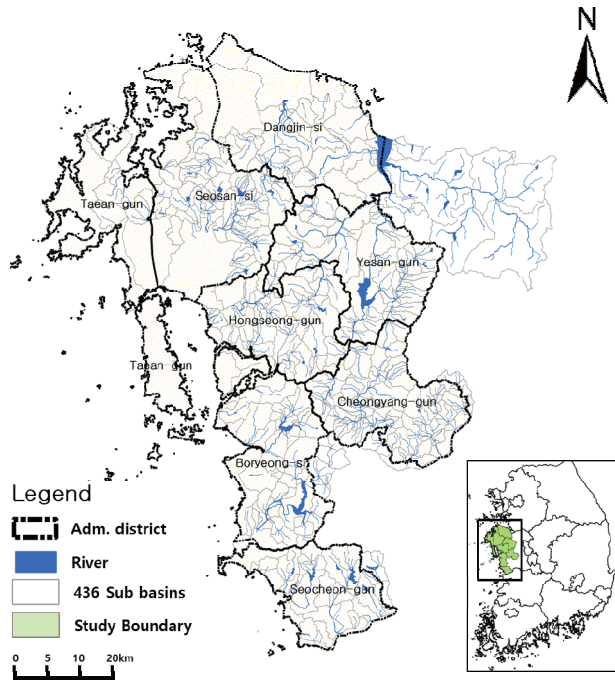 N
Dangjin-si
Taean-gun
Seosan-si
Yesan-gun
Hongseong-gun
Taean-gun
Cheongyang-gun
Boryeong-si
Seocheon-gun
Legend
Adm. district
River
436 Sub basins
Study Boundary
0 5 10 20km